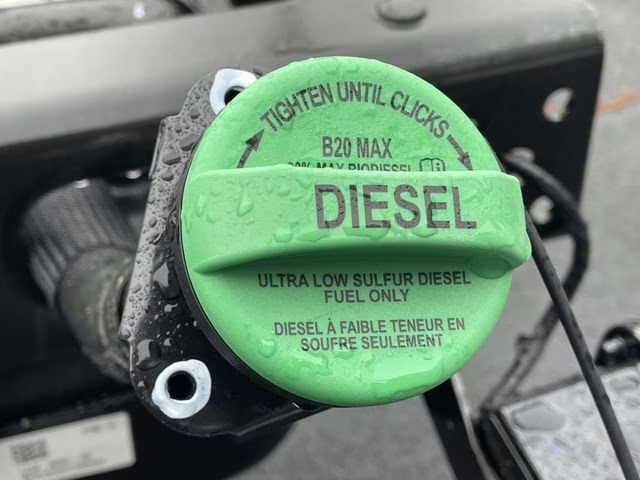 TIGHTEN UNTIL CLICKS
B20 MAX
20% MAX BIODIESEL
DIESEL
ULTRA LOW SULFUR DIESEL
FUEL ONLY
DIESEL À FAIBLE TENEUR EN
SOUFRE SEULEMENT